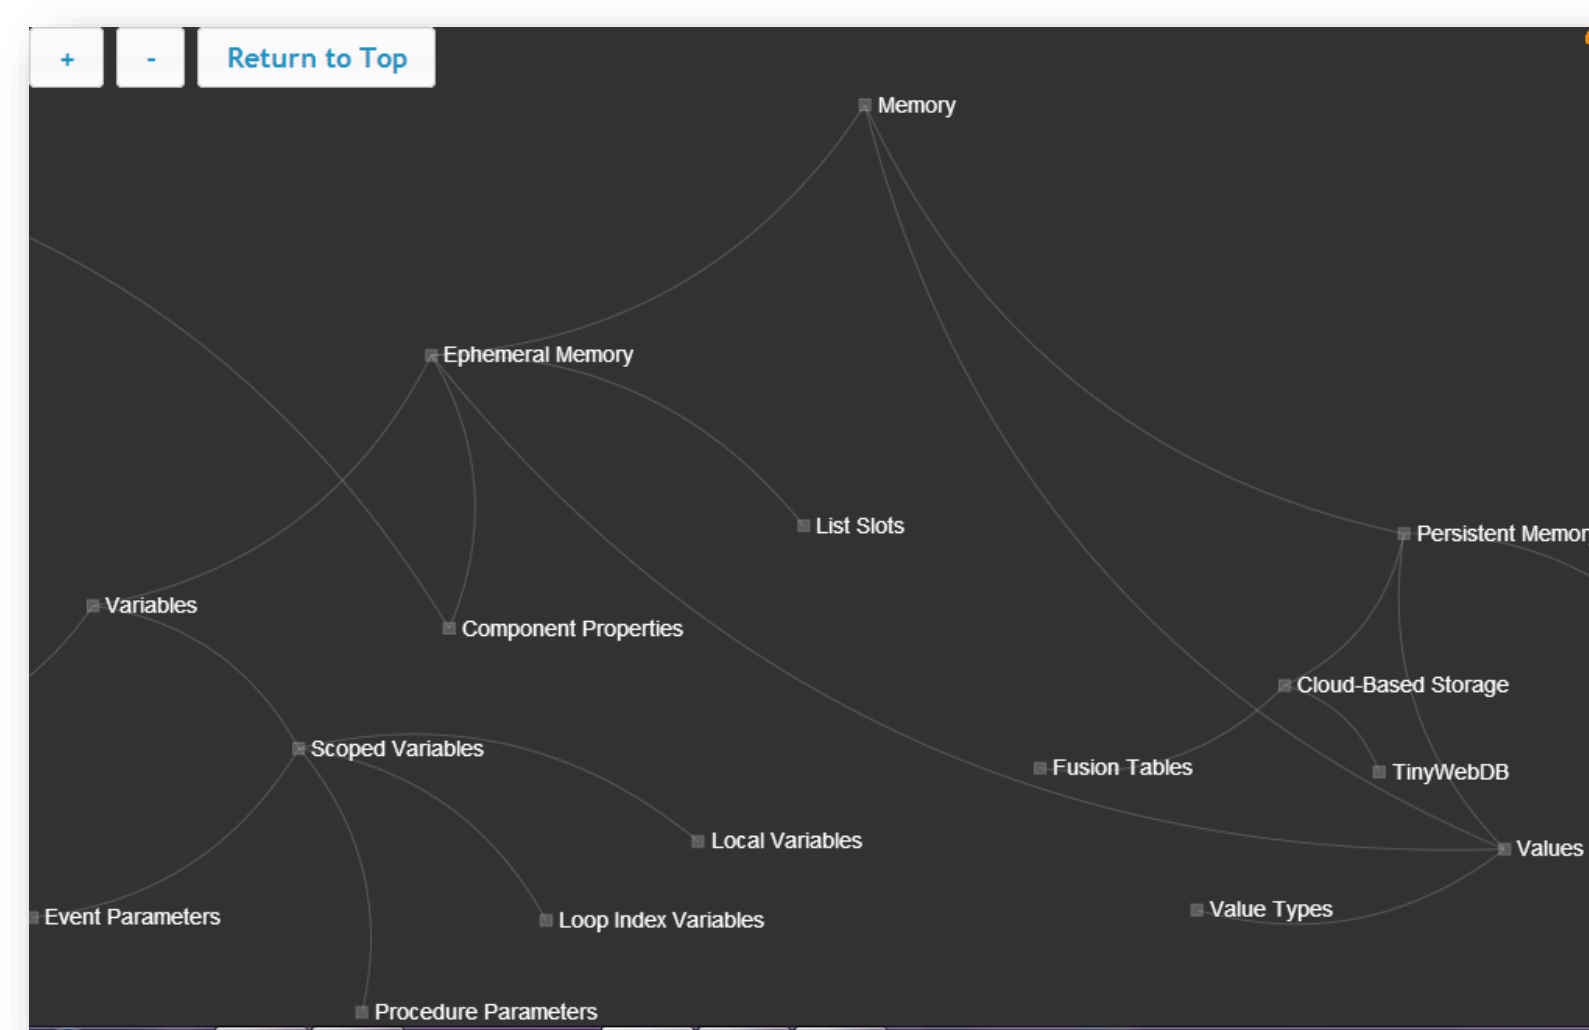 + - Return to Top
Memory
Ephemeral Memory
List Slots
Persistent Memor
Variables
Component Properties
Cloud-Based Storage
Scoped Variables
Fusion Tables
TinyWebDB
Local Variables
Values
Value Types
Event Parameters
Loop Index Variables
Procedure Parameters